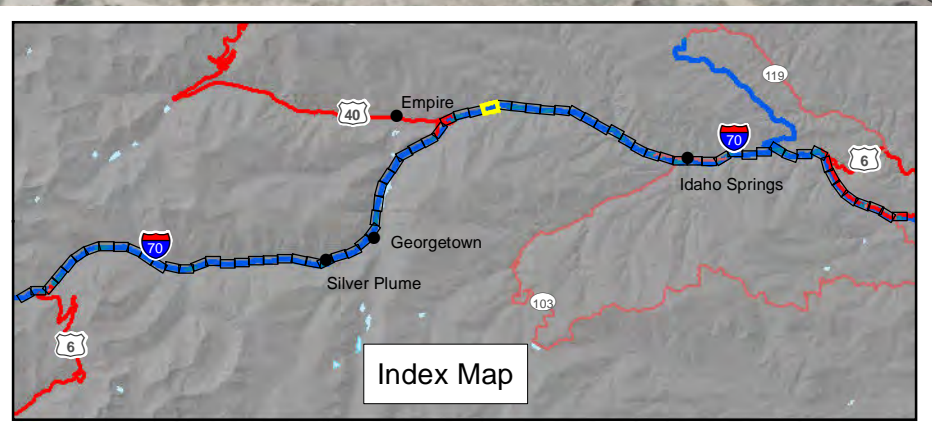 119
Empire
40
70
6
Idaho Springs
Georgetown
70
Silver Plume
103
6
Index Map